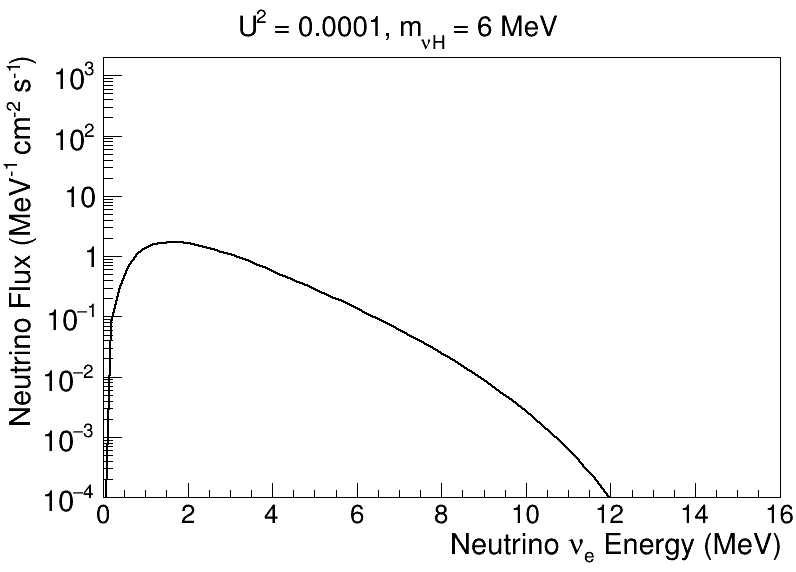 U² = 0.0001, m_νH = 6 MeV
Neutrino Flux (MeV⁻¹ cm⁻² s⁻¹)
10³
10²
10
1
10⁻¹
10⁻²
10⁻³
10⁻⁴
0 2 4 6 8 10 12 14 16
Neutrino νₑ Energy (MeV)